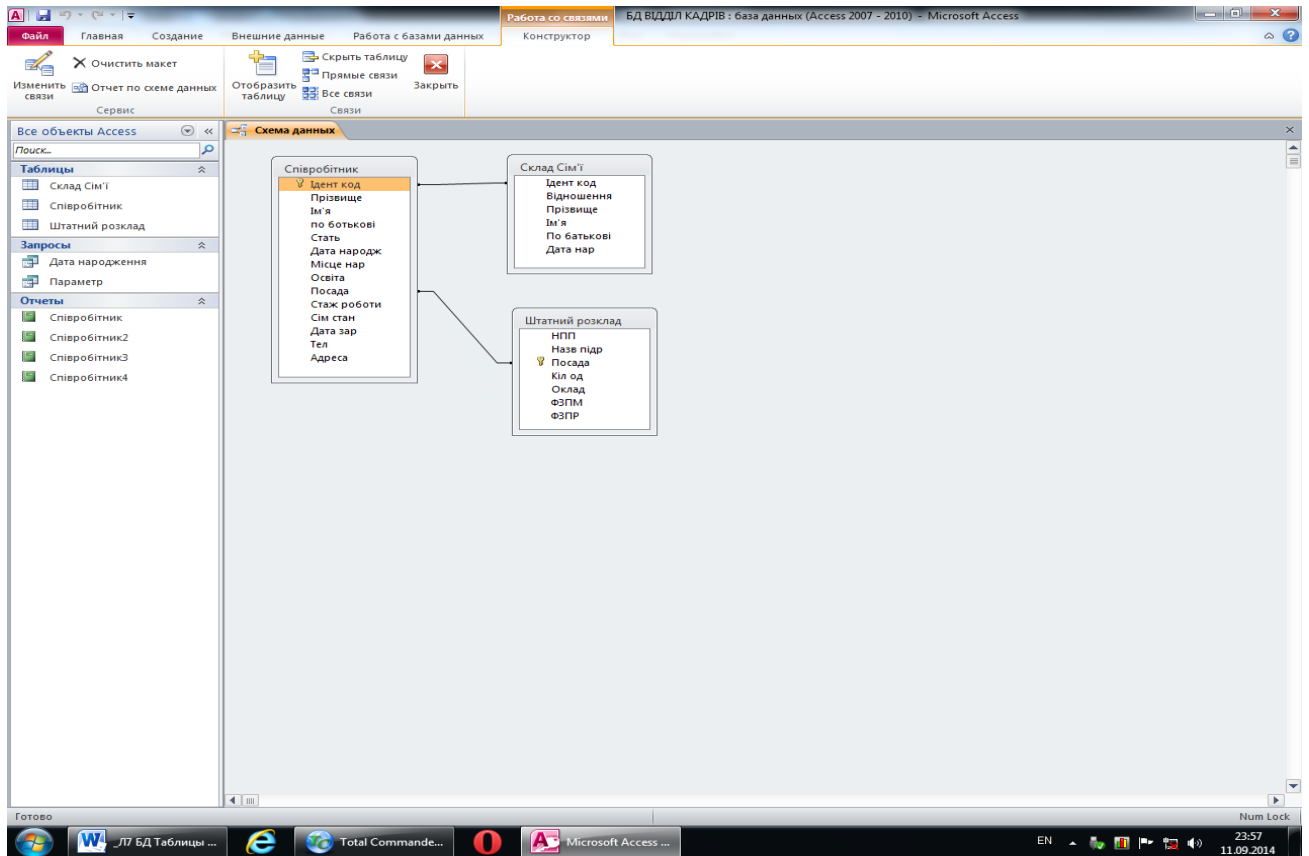 Работа со связями БД ВІДДІЛ КАДРІВ : база данных (Access 2007 - 2010) - Microsoft Access
Файл Главная Создание Внешние данные Работа с базами данных Конструктор
Изменить связи
Очистить макет
Отчет по схеме данных
Сервис
Отобразить таблицу
Скрыть таблицу
Прямые связи
Все связи
Закрыть
Связи
Все объекты Access
Поиск...
Таблицы
Склад Сім'ї
Співробітник
Штатний розклад
Запросы
Дата народження
Параметр
Отчеты
Співробітник
Співробітник2
Співробітник3
Співробітник4
Схема данных
Співробітник
Ідент код
Прізвище
Ім'я
по ботькові
Стать
Дата народж
Місце нар
Освіта
Посада
Стаж роботи
Сім стан
Дата зар
Тел
Адреса
Склад Сім'ї
Ідент код
Відношення
Прізвище
Ім'я
По батькові
Дата нар
Штатний розклад
НПП
Назв підр
Посада
Кіл од
Оклад
ФЗПМ
ФЗПР
Готово Num Lock
_Л7 БД Таблицы ... Total Commande... Microsoft Access ... EN 23:57
11.09.2014